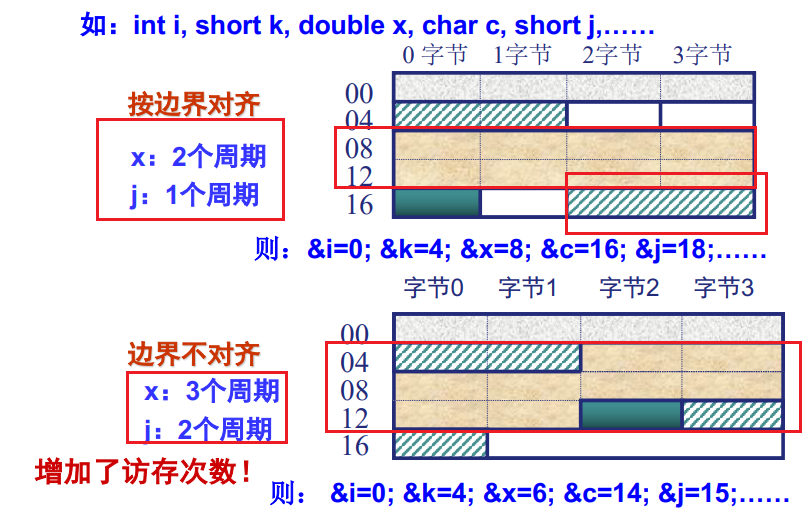 如：int i, short k, double x, char c, short j,……
0 字节 1字节 2字节 3字节
按边界对齐
00
04
x：2个周期
08
j：1个周期
12
16
则：&i=0; &k=4; &x=8; &c=16; &j=18;……
字节0 字节1 字节2 字节3
00
边界不对齐
04
x：3个周期
08
j：2个周期
12
16
增加了访存次数！
则： &i=0; &k=4; &x=6; &c=14; &j=15;……